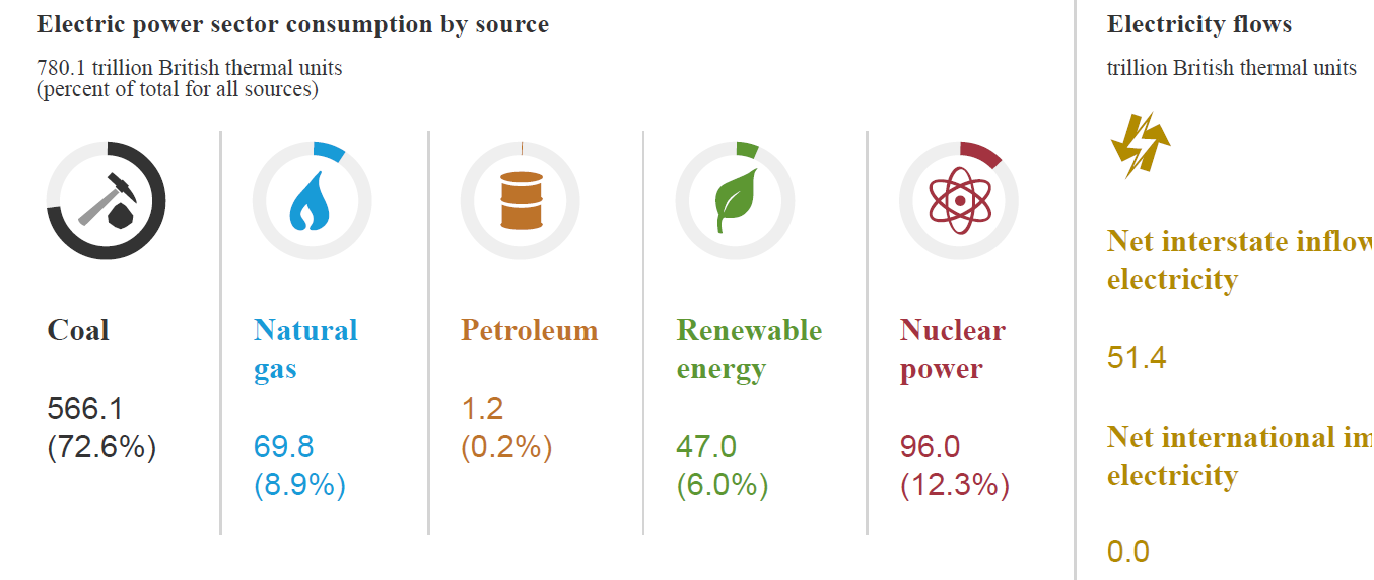 Electric power sector consumption by source
780.1 trillion British thermal units
(percent of total for all sources)
Coal
566.1
(72.6%)
Natural
gas
69.8
(8.9%)
Petroleum
1.2
(0.2%)
Renewable
energy
47.0
(6.0%)
Nuclear
power
96.0
(12.3%)
Electricity flows
trillion British thermal units
Net interstate inflow
electricity
51.4
Net international im
electricity
0.0